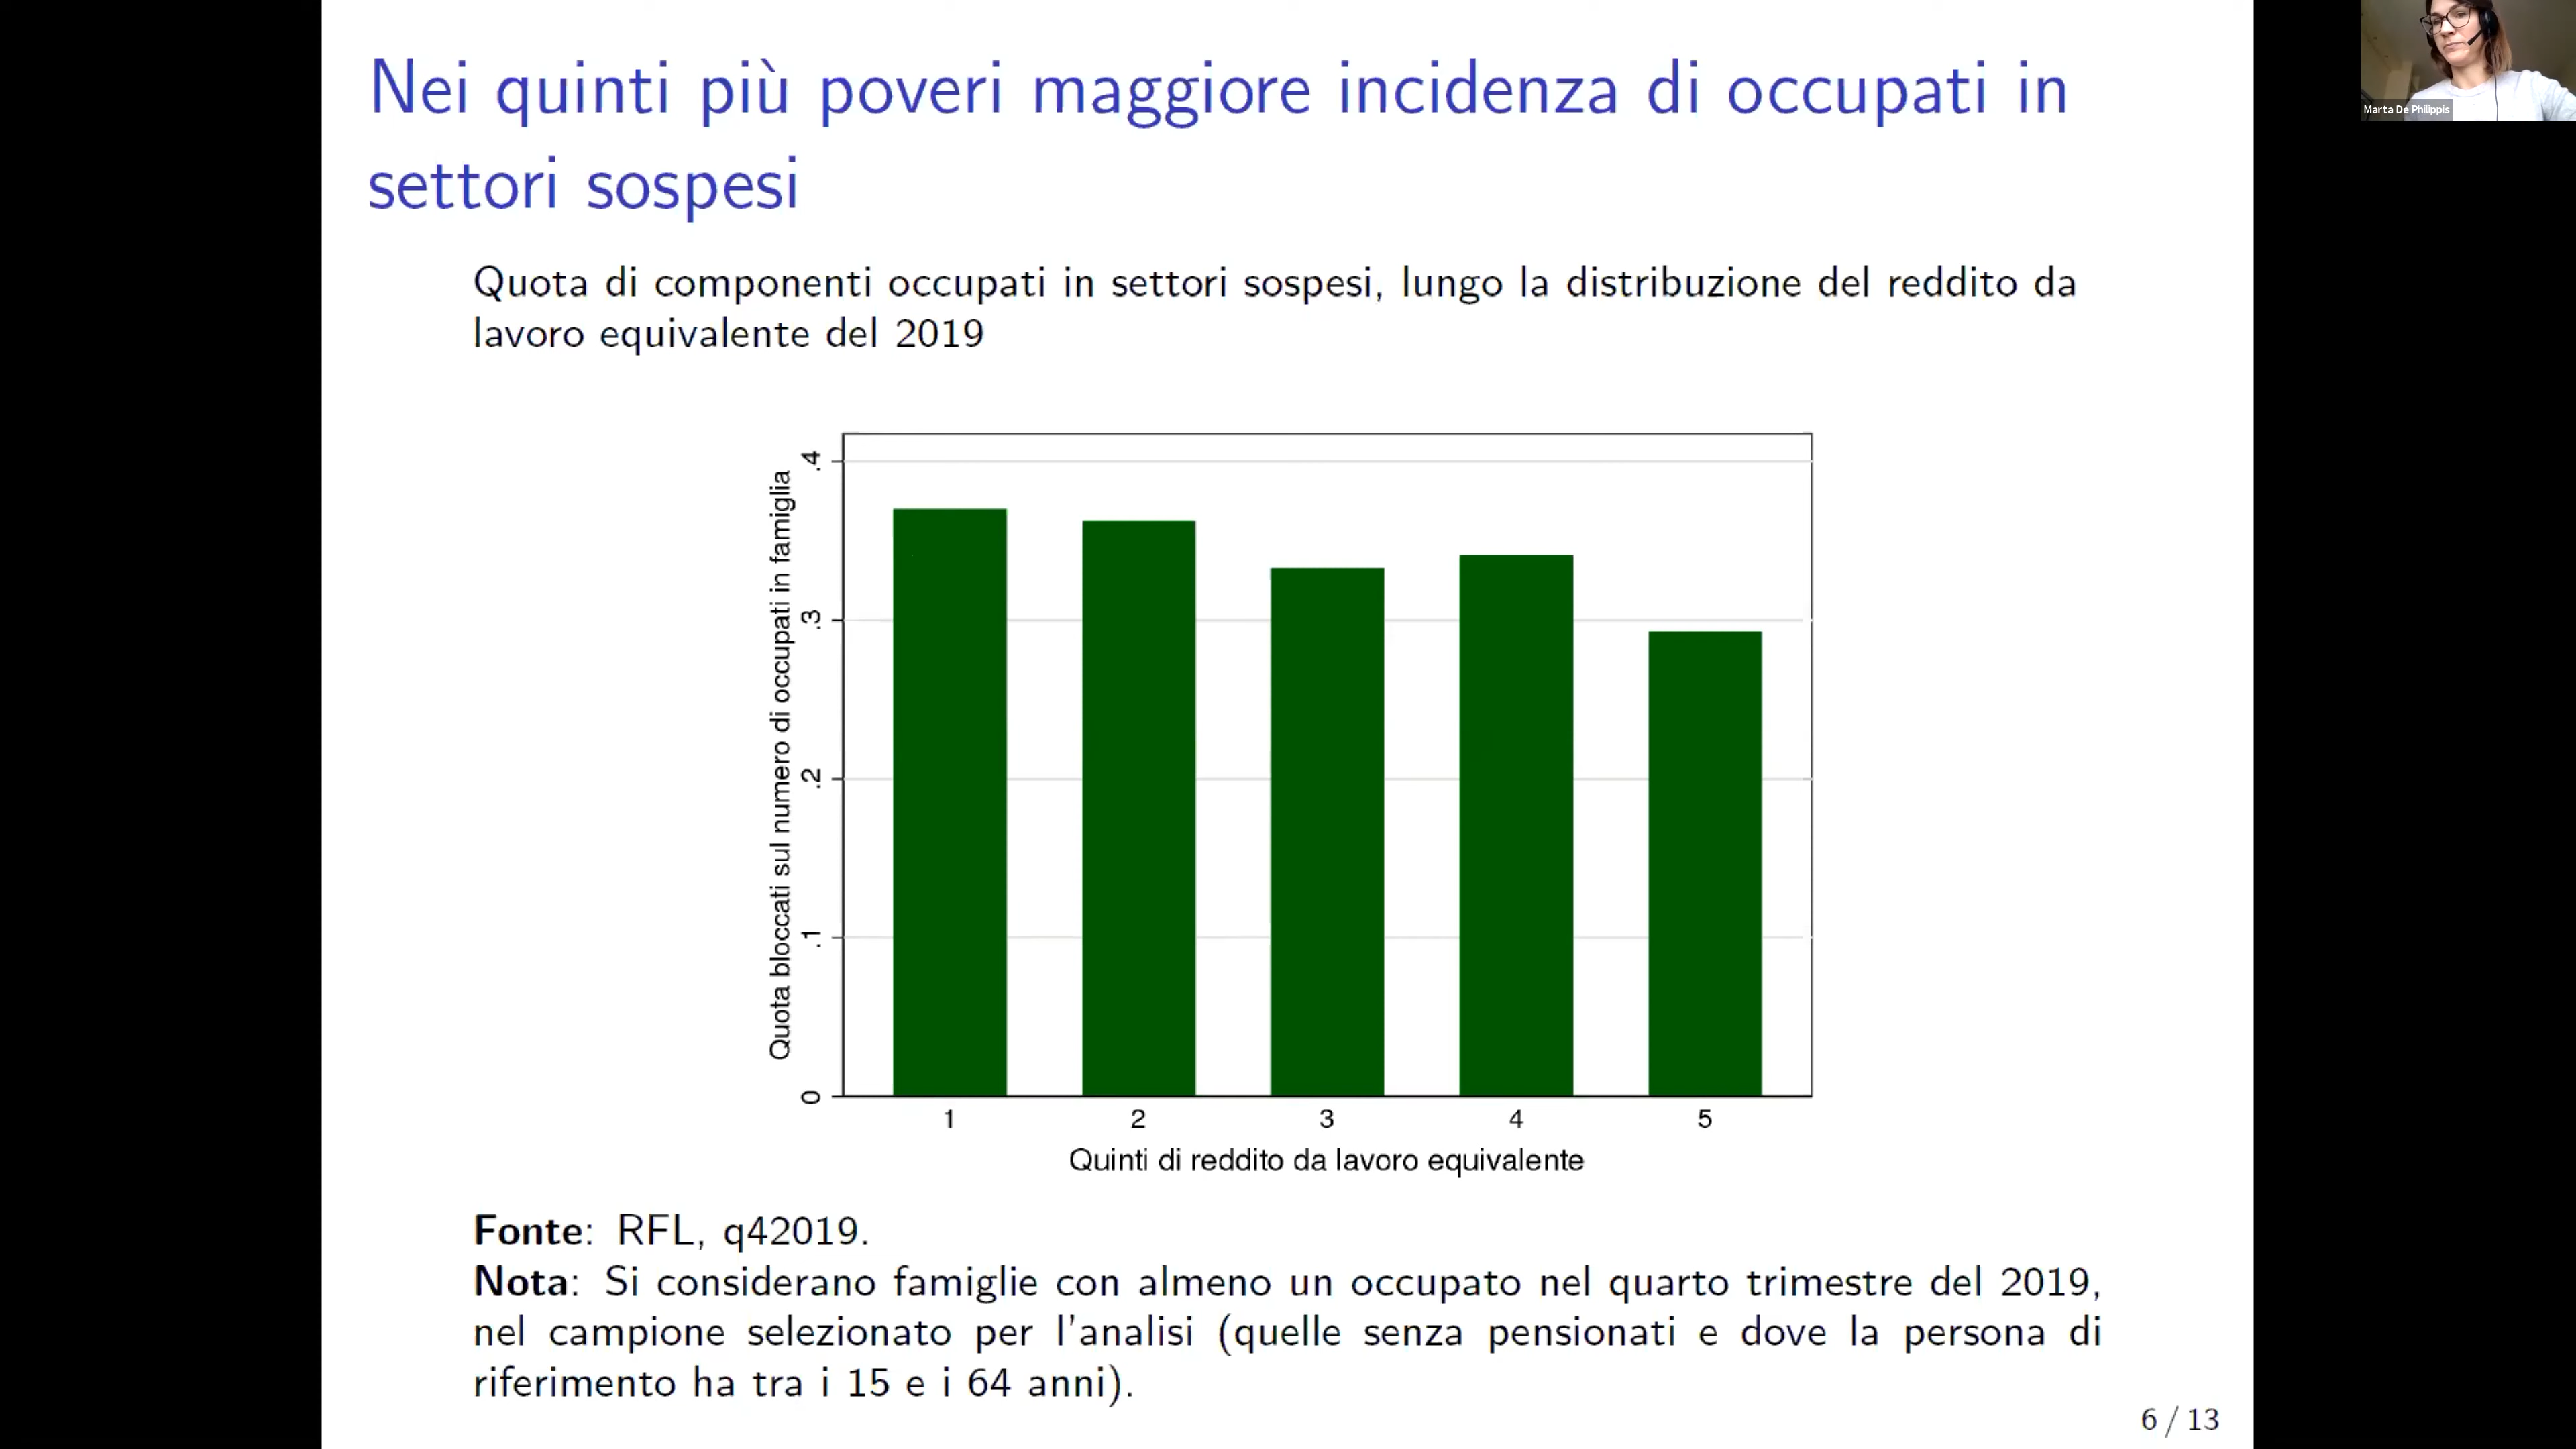 Nei quinti più poveri maggiore incidenza di occupati in
settori sospesi
Marta De Philippis
Quota di componenti occupati in settori sospesi, lungo la distribuzione del reddito da
lavoro equivalente del 2019
Quota bloccati sul numero di occupati in famiglia
.4
.3
.2
.1
0
1 2 3 4 5
Quinti di reddito da lavoro equivalente
Fonte: RFL, q42019.
Nota: Si considerano famiglie con almeno un occupato nel quarto trimestre del 2019,
nel campione selezionato per l'analisi (quelle senza pensionati e dove la persona di
riferimento ha tra i 15 e i 64 anni).
6 / 13